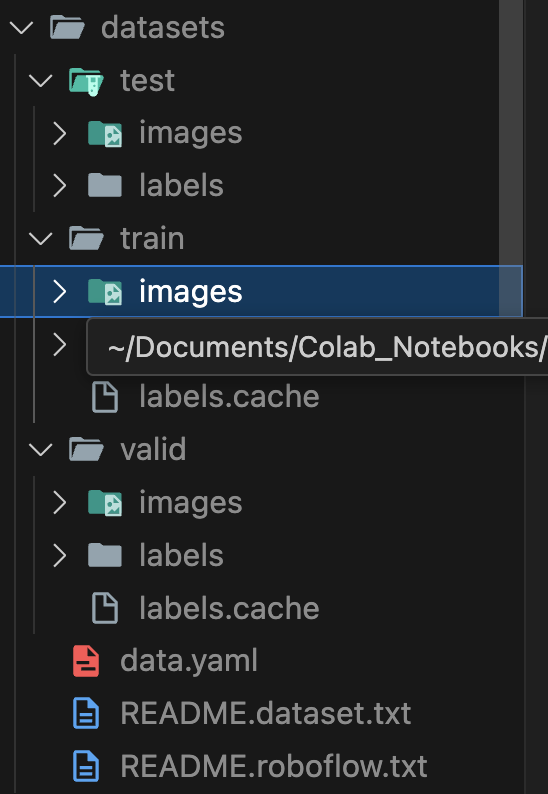 datasets
test
images
labels
train
images
~/Documents/Colab_Notebooks/
labels.cache
valid
images
labels
labels.cache
data.yaml
README.dataset.txt
README.roboflow.txt